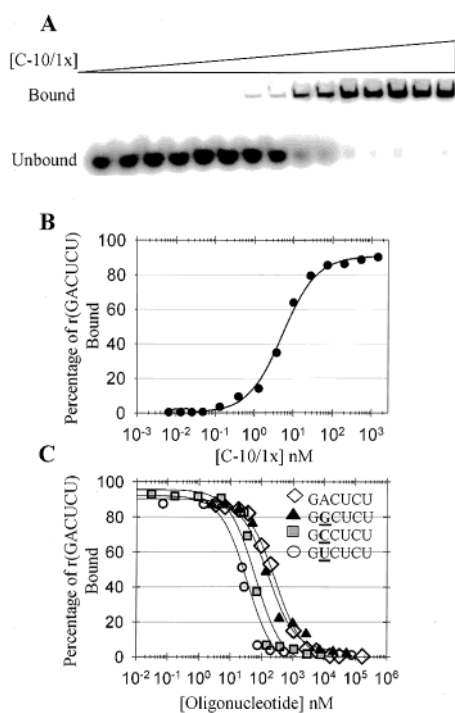 A
[C-10/1x]
Bound
Unbound
B
Percentage of r(GACUCU) Bound
100
80
60
40
20
0
10-3 10-2 10-1 100 101 102 103
[C-10/1x] nM
C
Percentage of r(GACUCU) Bound
100
80
60
40
20
0
GACUCU
GGCUCU
GCCUCU
GUCUCU
10-2 10-1 100 101 102 103 104 105 106
[Oligonucleotide] nM